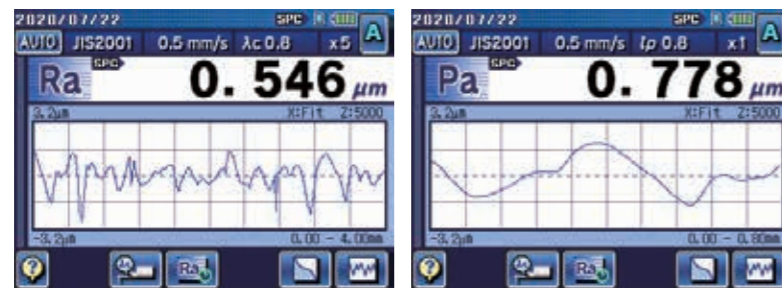 2020/07/22 SPC
AUTO JIS2001 0.5 mm/s λc 0.8 x5 A
Ra SPC 0.546 μm
3.2μm X:Fit Z:5000
-3.2μm 0.00 - 4.00mm
? Ra
2020/07/22 SPC
AUTO JIS2001 0.5 mm/s ℓp 0.8 x1 A
Pa SPC 0.778 μm
3.2μm X:Fit Z:5000
-3.2μm 0.00 - 0.80mm
? Ra